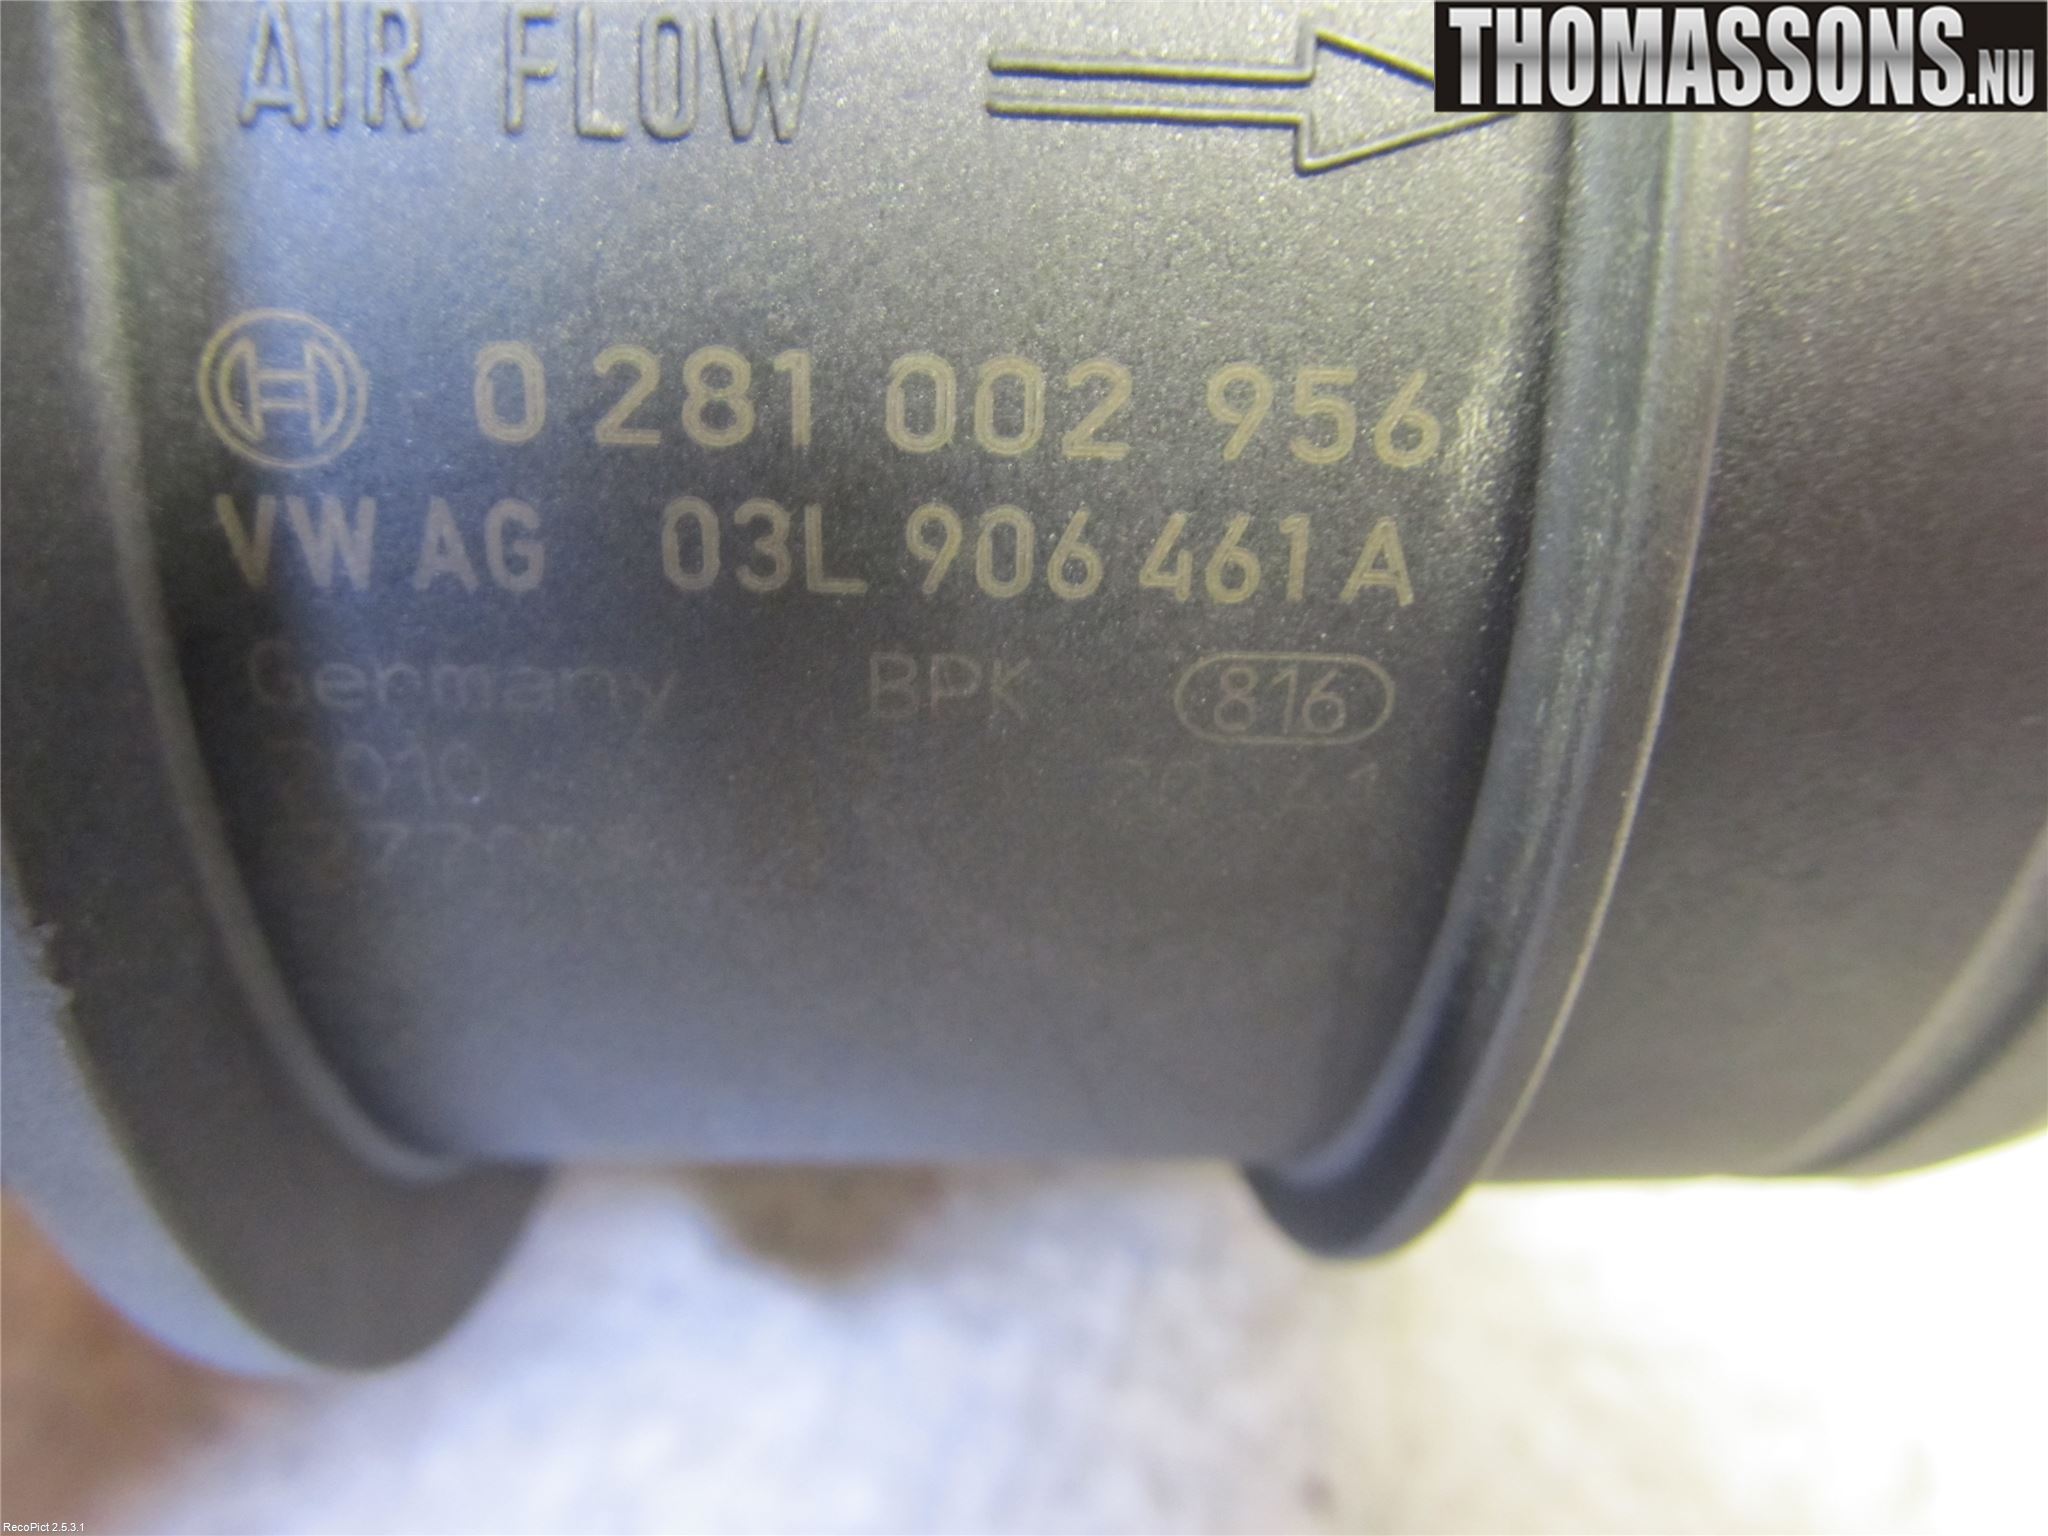 THOMASSONS.NU
AIR FLOW
0 281 002 956
VW AG 03L 906 461 A
Germany BPK 816
2010
RecoPict 2.5.3.1